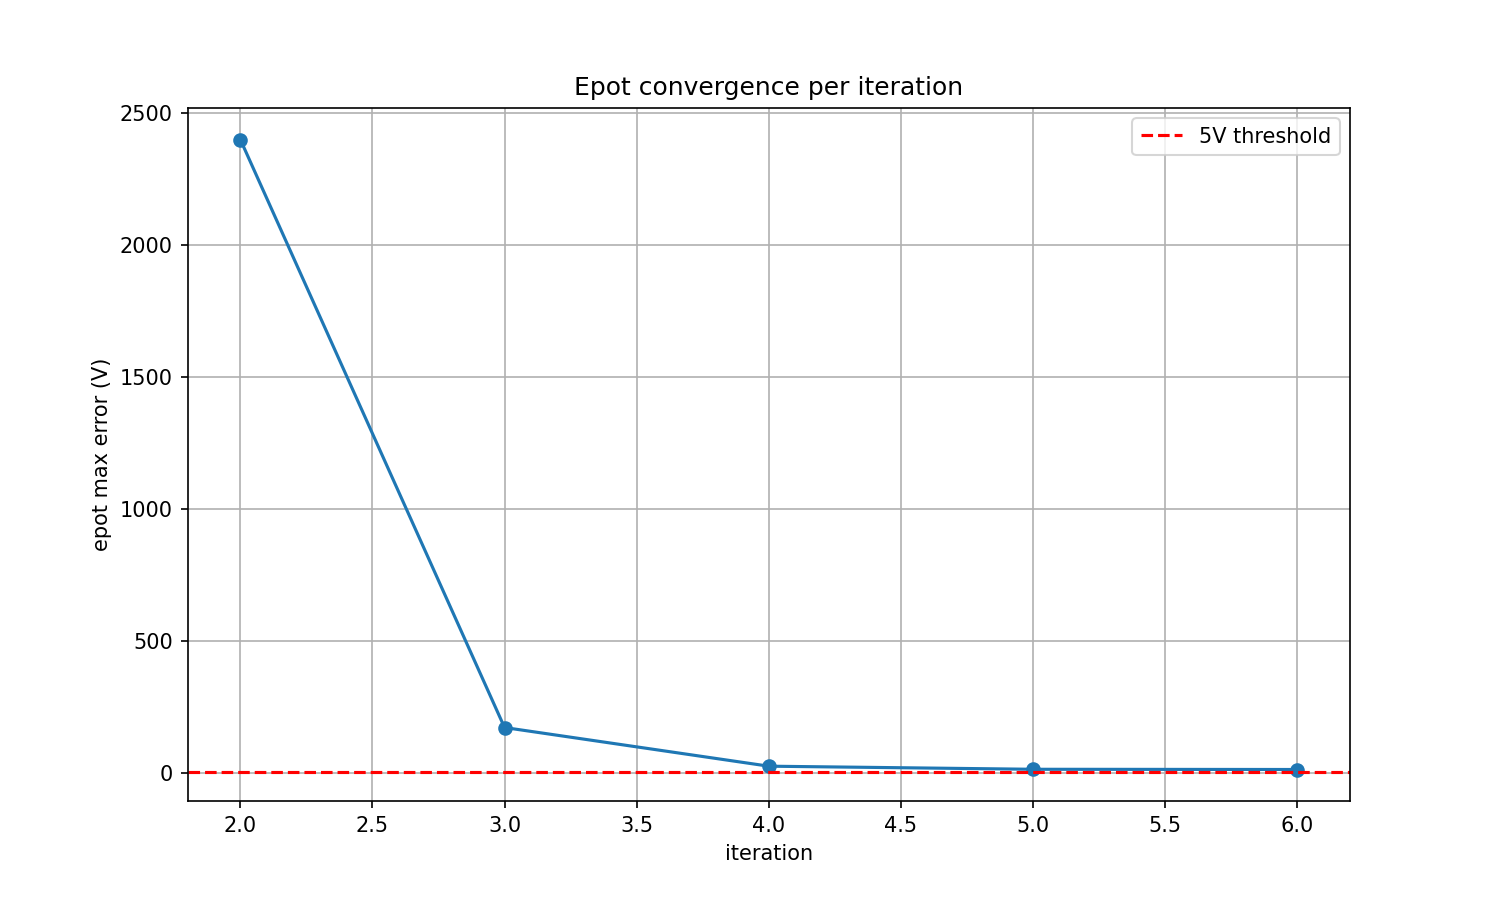 Epot convergence per iteration
5V threshold
epot max error (V)
2500
2000
1500
1000
500
0
2.0 2.5 3.0 3.5 4.0 4.5 5.0 5.5 6.0
iteration